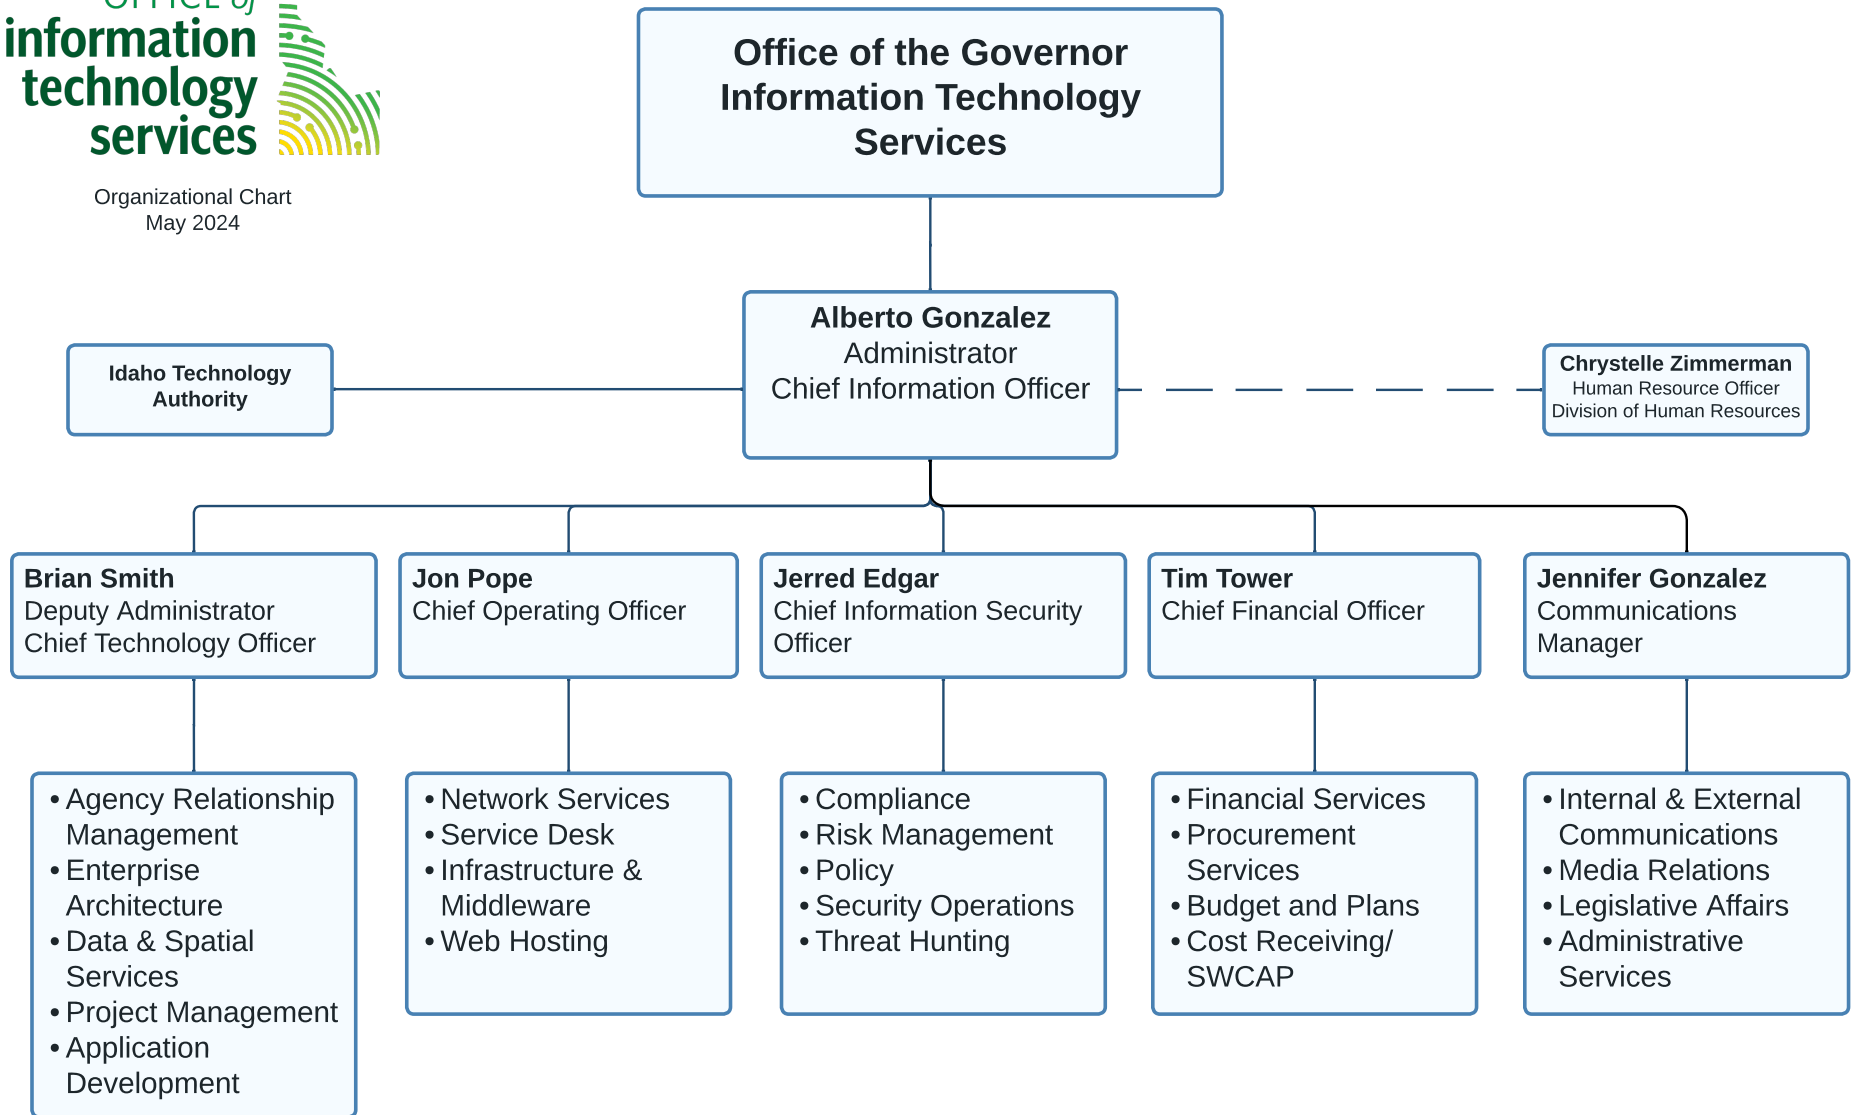 OFFICE of
information
technology
services
Organizational Chart
May 2024
Office of the Governor
Information Technology
Services
Alberto Gonzalez
Administrator
Chief Information Officer
Idaho Technology
Authority
Chrystelle Zimmerman
Human Resource Officer
Division of Human Resources
Brian Smith
Deputy Administrator
Chief Technology Officer
Jon Pope
Chief Operating Officer
Jerred Edgar
Chief Information Security
Officer
Tim Tower
Chief Financial Officer
Jennifer Gonzalez
Communications
Manager
• Agency Relationship
Management
• Enterprise
Architecture
• Data & Spatial
Services
• Project Management
• Application
Development
• Network Services
• Service Desk
• Infrastructure &
Middleware
• Web Hosting
• Compliance
• Risk Management
• Policy
• Security Operations
• Threat Hunting
• Financial Services
• Procurement
Services
• Budget and Plans
• Cost Receiving/
SWCAP
• Internal & External
Communications
• Media Relations
• Legislative Affairs
• Administrative
Services